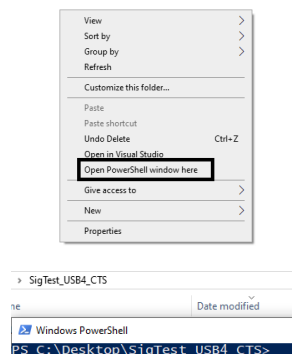 View
Sort by
Group by
Refresh
Customize this folder...
Paste
Paste shortcut
Undo Delete Ctrl+Z
Open in Visual Studio
Open PowerShell window here
Give access to
New
Properties
SigTest_USB4_CTS
ne Date modified
Windows PowerShell
PS C:\Desktop\SigTest_USB4_CTS>